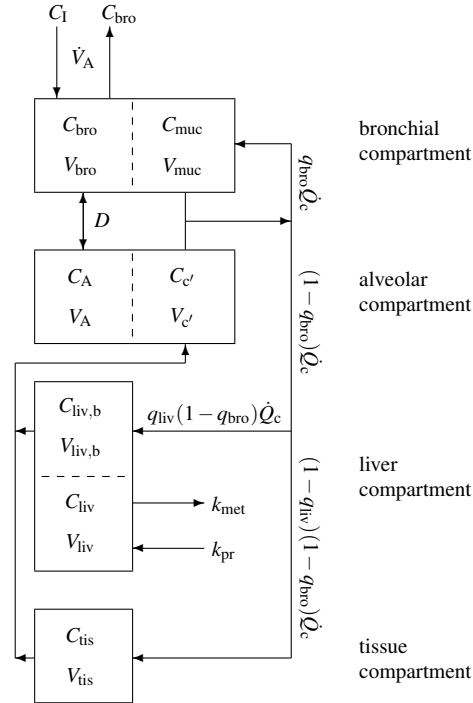 C_I C_bro
V̇_A
C_bro C_muc
V_bro V_muc
bronchial
compartment
q_bro Q̇_c
D
C_A C_c′
V_A V_c′
alveolar
compartment
(1 − q_bro)Q̇_c
C_liv,b
V_liv,b
q_liv(1 − q_bro)Q̇_c
C_liv
V_liv
k_met
k_pr
liver
compartment
(1 − q_liv)(1 − q_bro)Q̇_c
C_tis
V_tis
tissue
compartment